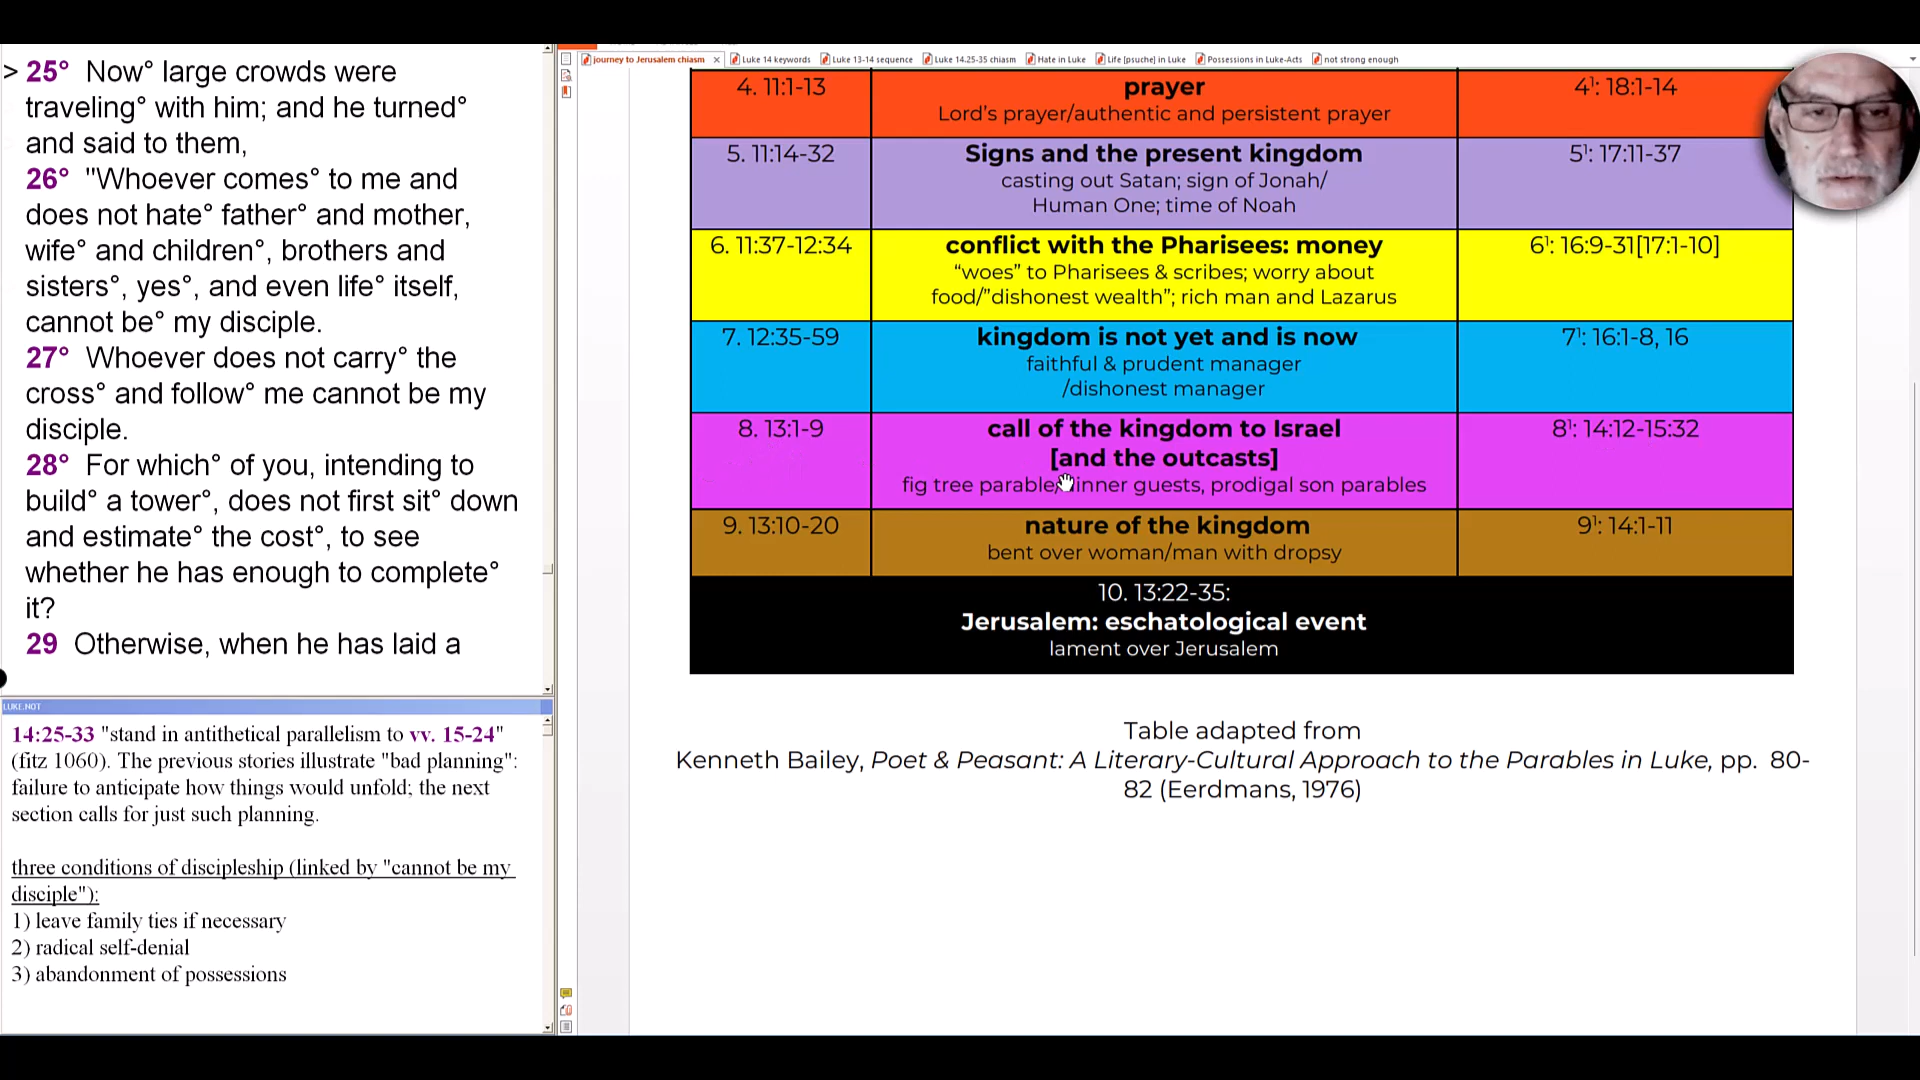 > 25° Now° large crowds were
traveling° with him; and he turned°
and said to them,
26° "Whoever comes° to me and
does not hate° father° and mother,
wife° and children°, brothers and
sisters°, yes°, and even life° itself,
cannot be° my disciple.
27° Whoever does not carry° the
cross° and follow° me cannot be my
disciple.
28° For which° of you, intending to
build° a tower°, does not first sit° down
and estimate° the cost°, to see
whether he has enough to complete°
it?
29 Otherwise, when he has laid a
LUKE.NOT
14:25-33 "stand in antithetical parallelism to vv. 15-24"
(fitz 1060). The previous stories illustrate "bad planning":
failure to anticipate how things would unfold; the next
section calls for just such planning.
three conditions of discipleship (linked by "cannot be my
disciple"):
1) leave family ties if necessary
2) radical self-denial
3) abandonment of possessions
journey to Jerusalem chiasm × Luke 14 keywords Luke 13-14 sequence Luke 14.25-35 chiasm Hate in Luke Life [psuche] in Luke Possessions in Luke-Acts not strong enough
4. 11:1-13
prayer
Lord’s prayer/authentic and persistent prayer
4¹: 18:1-14
5. 11:14-32
Signs and the present kingdom
casting out Satan; sign of Jonah/
Human One; time of Noah
5¹: 17:11-37
6. 11:37-12:34
conflict with the Pharisees: money
“woes” to Pharisees & scribes; worry about
food/”dishonest wealth”; rich man and Lazarus
6¹: 16:9-31[17:1-10]
7. 12:35-59
kingdom is not yet and is now
faithful & prudent manager
/dishonest manager
7¹: 16:1-8, 16
8. 13:1-9
call of the kingdom to Israel
[and the outcasts]
fig tree parable; dinner guests, prodigal son parables
8¹: 14:12-15:32
9. 13:10-20
nature of the kingdom
bent over woman/man with dropsy
9¹: 14:1-11
10. 13:22-35:
Jerusalem: eschatological event
lament over Jerusalem
Table adapted from
Kenneth Bailey, Poet & Peasant: A Literary-Cultural Approach to the Parables in Luke, pp. 80-
82 (Eerdmans, 1976)